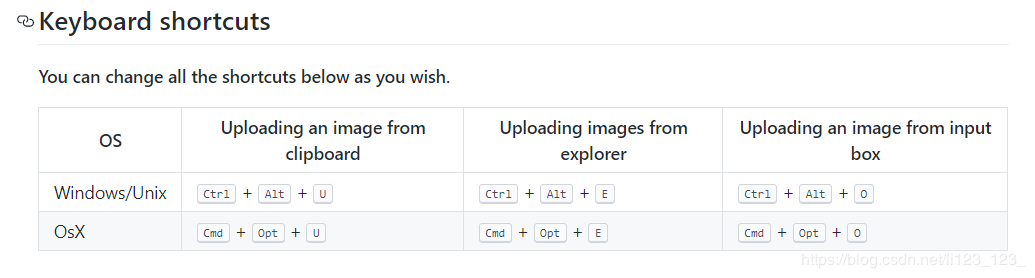 Keyboard shortcuts
You can change all the shortcuts below as you wish.
OS
Uploading an image from
clipboard
Uploading images from
explorer
Uploading an image from input
box
Windows/Unix
Ctrl + Alt + U
Ctrl + Alt + E
Ctrl + Alt + O
OsX
Cmd + Opt + U
Cmd + Opt + E
Cmd + Opt + O
https://blog.csdn.net/li123_123_